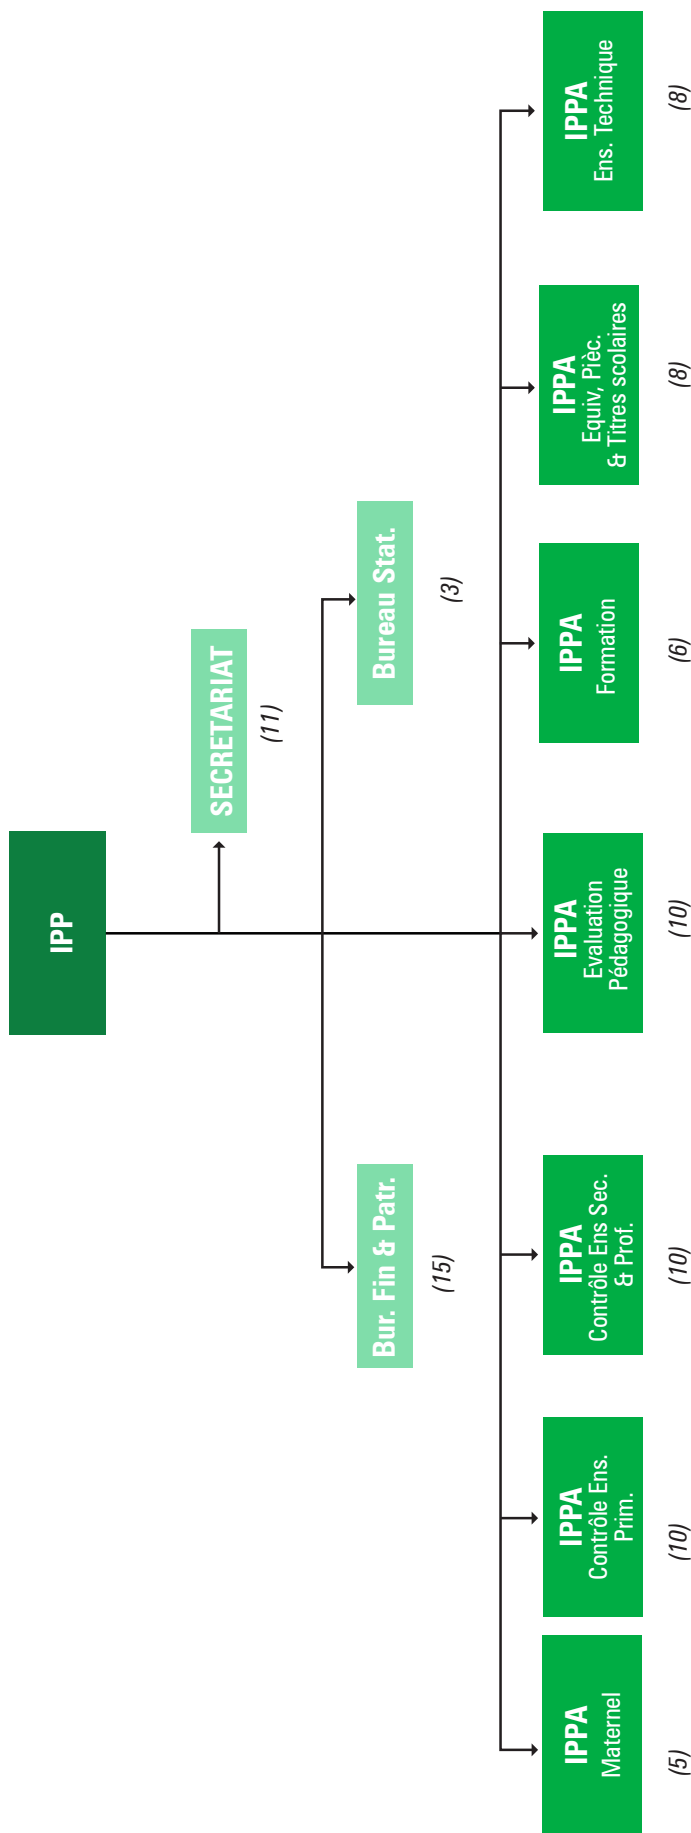 IPP
SECRETARIAT
(11)
Bur. Fin & Patr.
(15)
Bureau Stat.
(3)
IPPA
Maternel
(5)
IPPA
Contrôle Ens.
Prim.
(10)
IPPA
Contrôle Ens Sec.
& Prof.
(10)
IPPA
Evaluation
Pédagogique
(10)
IPPA
Formation
(6)
IPPA
Equiv, Pièc.
& Titres scolaires
(8)
IPPA
Ens. Technique
(8)